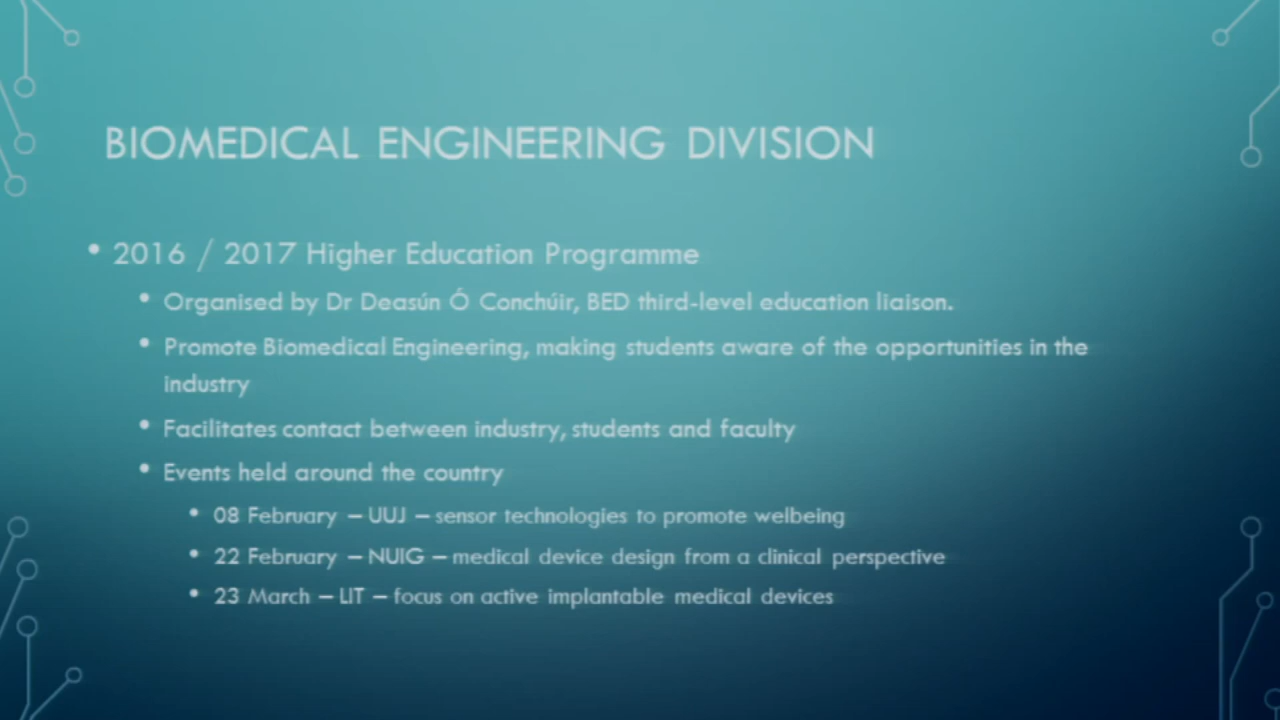 BIOMEDICAL ENGINEERING DIVISION
• 2016 / 2017 Higher Education Programme
• Organised by Dr Deasún Ó Conchúir, BED third-level education liaison.
• Promote Biomedical Engineering, making students aware of the opportunities in the
industry
• Facilitates contact between industry, students and faculty
• Events held around the country
• 08 February – UUJ – sensor technologies to promote welbeing
• 22 February – NUIG – medical device design from a clinical perspective
• 23 March – LIT – focus on active implantable medical devices